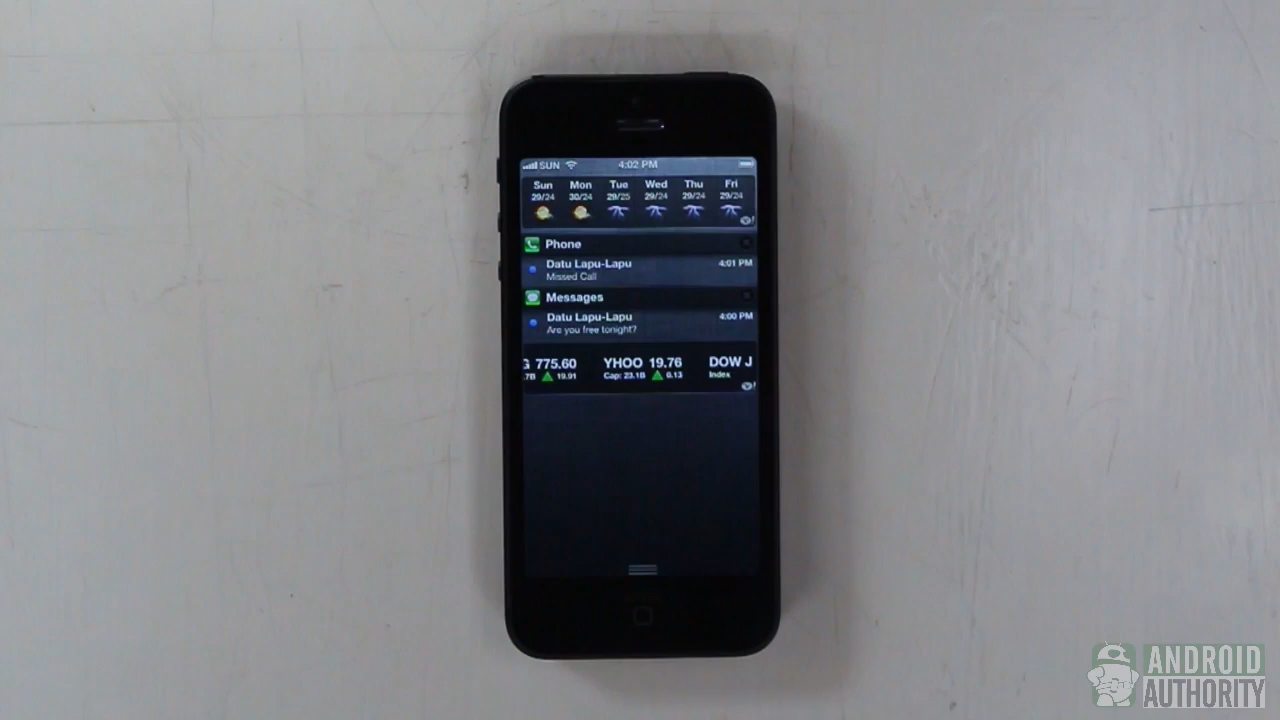 SUN 4:02 PM
Sun Mon Tue Wed Thu Fri
29/24 30/24 29/25 29/24 29/24 29/24
Phone
Datu Lapu-Lapu 4:01 PM
Missed Call
Messages
Datu Lapu-Lapu 4:00 PM
Are you free tonight?
G 775.60 YHOO 19.76 DOW J
.7B 19.91 Cap: 23.1B 0.13 Index
ANDROID
AUTHORITY